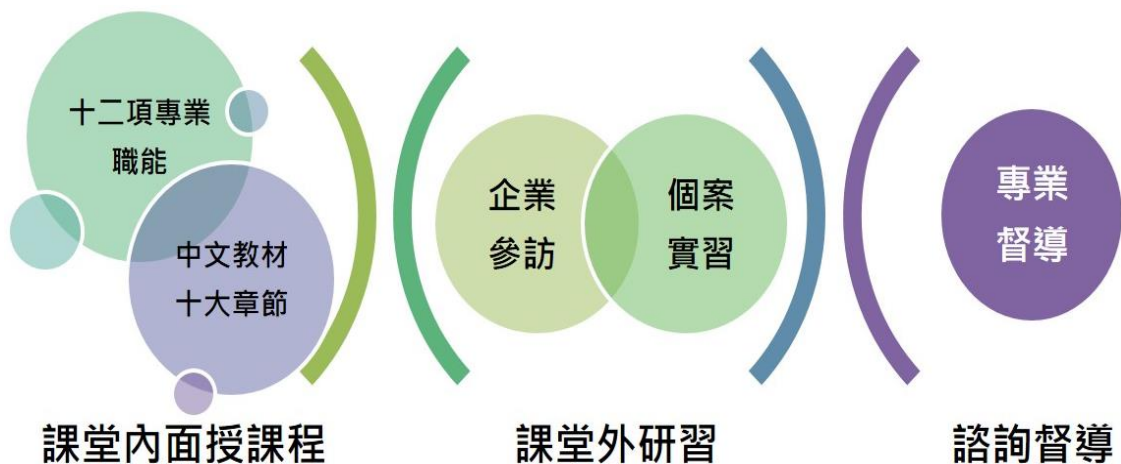 十二項專業
職能
中文教材
十大章節
課堂內面授課程
企業
參訪
個案
實習
課堂外研習
專業
督導
諮詢督導